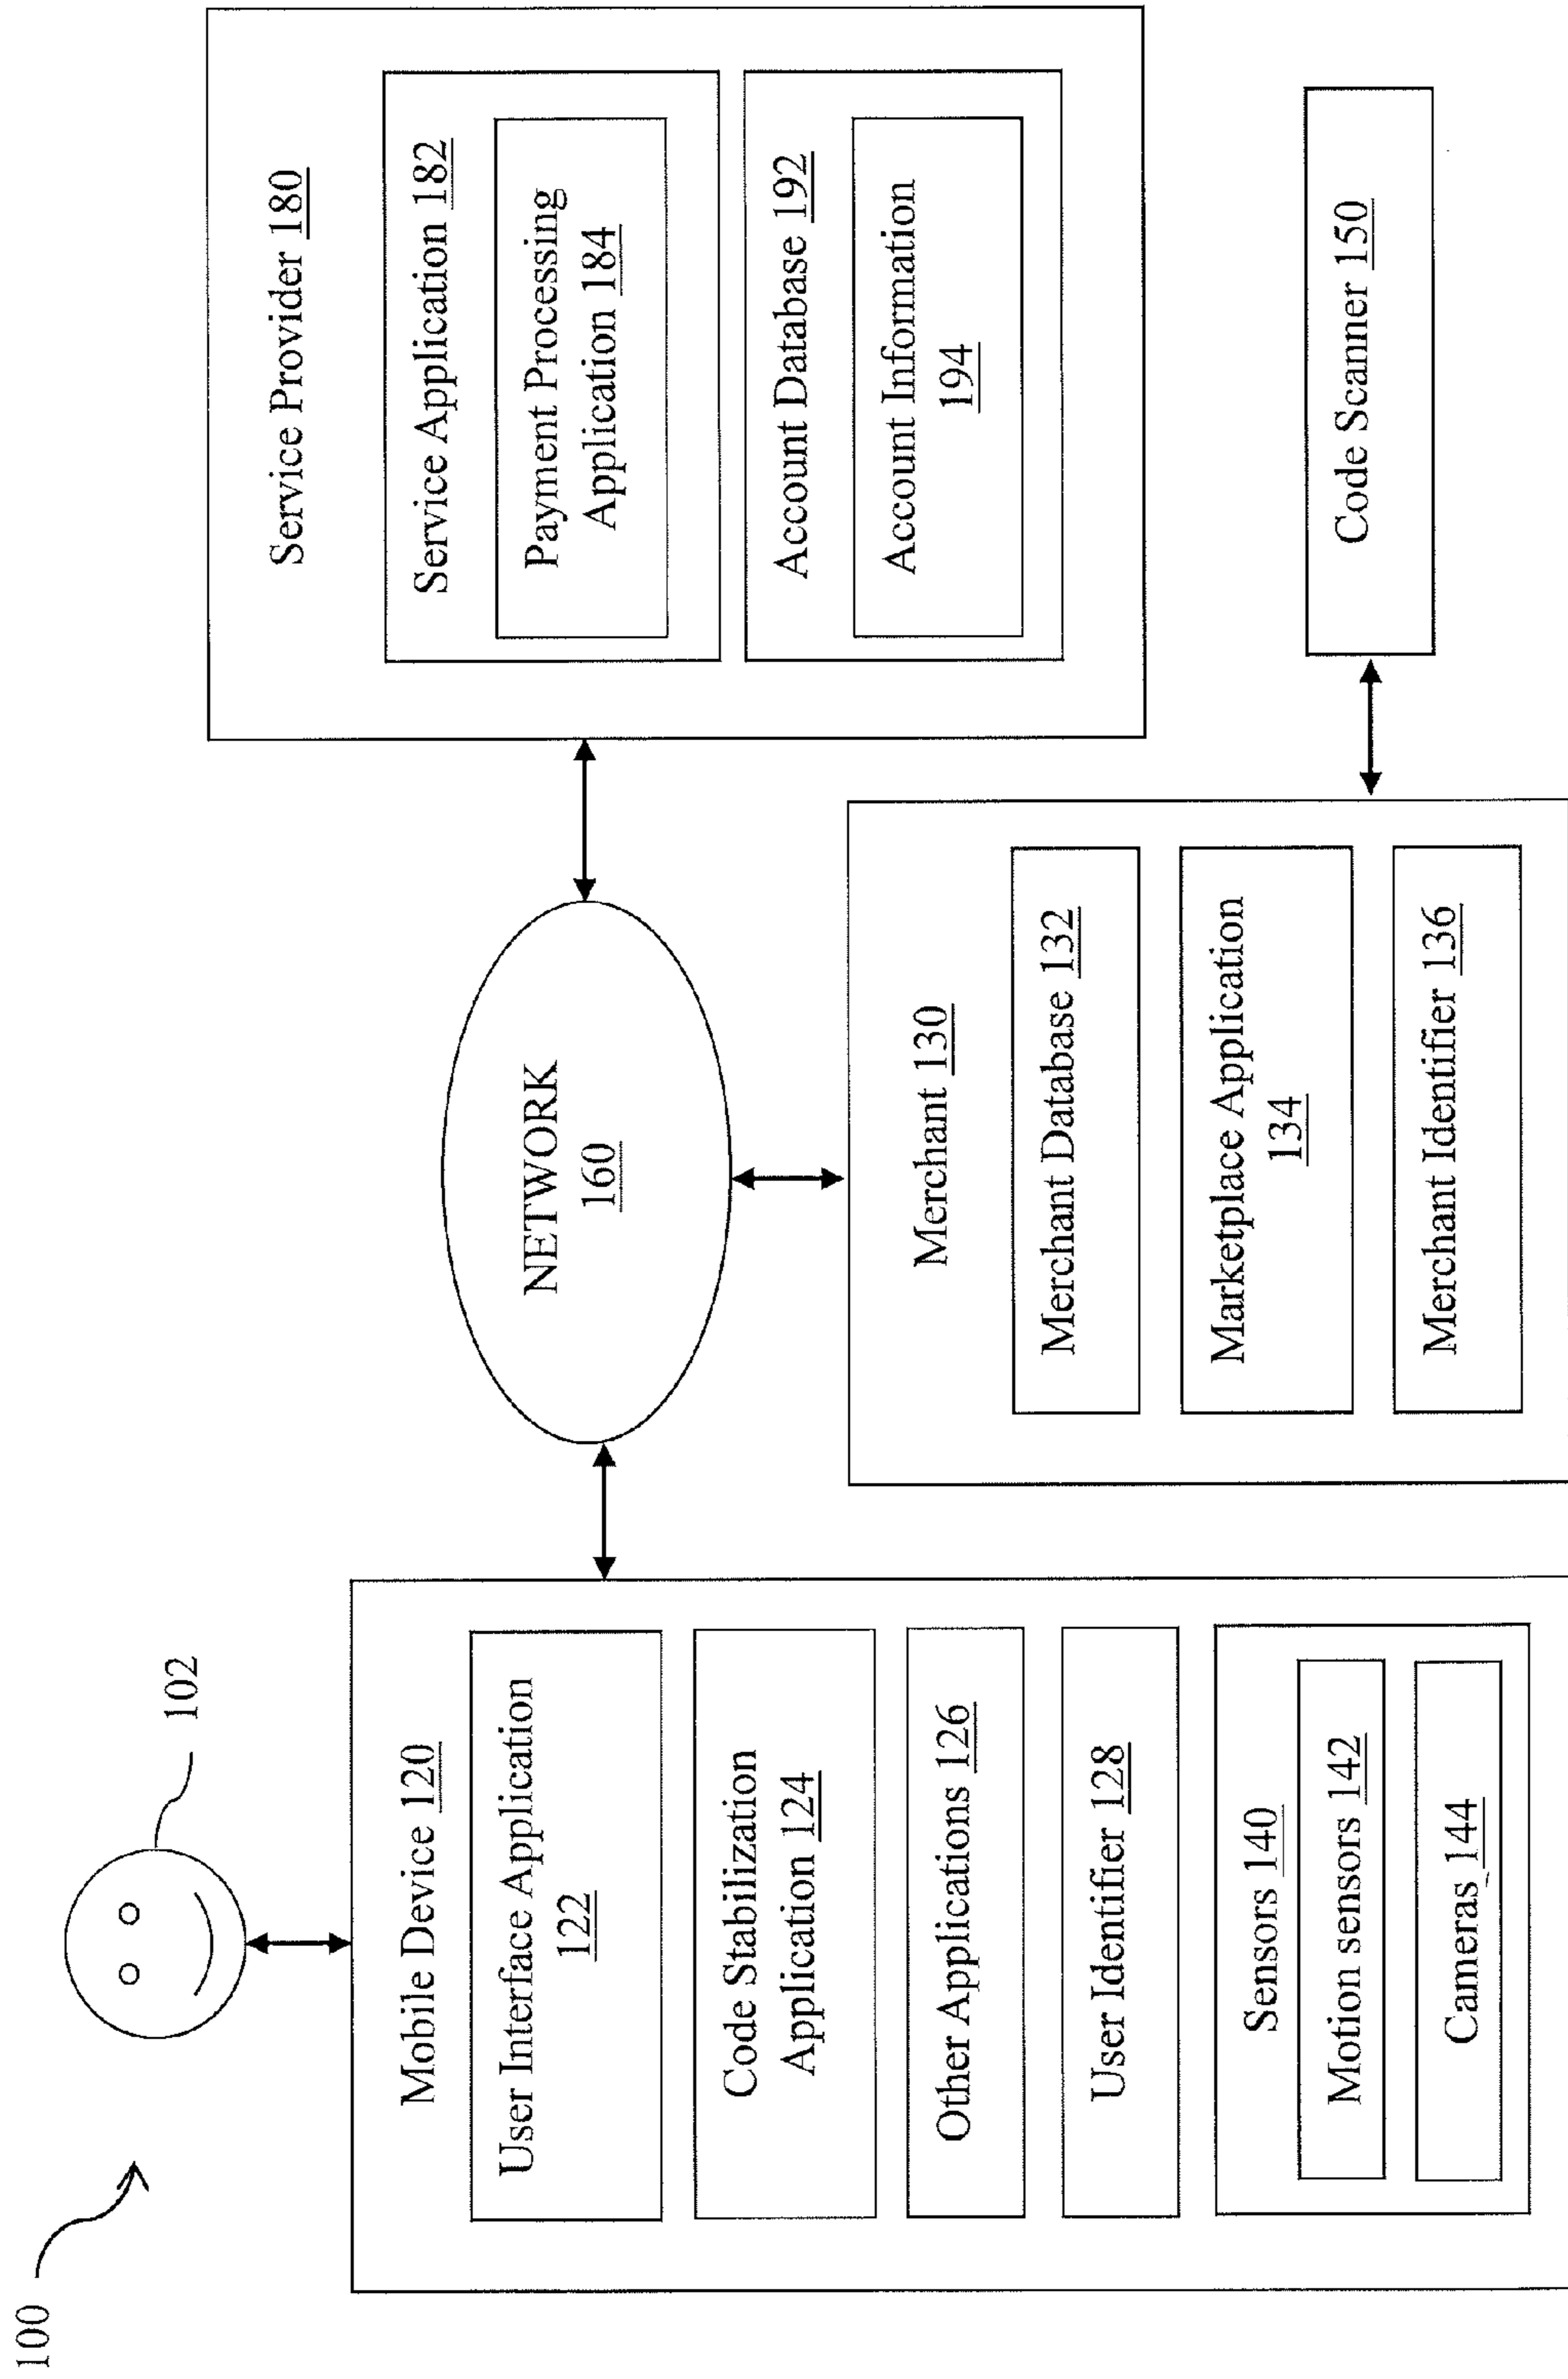 100
102
Mobile Device 120
User Interface Application
122
Code Stabilization
Application 124
Other Applications 126
User Identifier 128
Sensors 140
Motion sensors 142
Cameras 144
NETWORK
160
Merchant 130
Merchant Database 132
Marketplace Application
134
Merchant Identifier 136
Service Provider 180
Service Application 182
Payment Processing
Application 184
Account Database 192
Account Information
194
Code Scanner 150